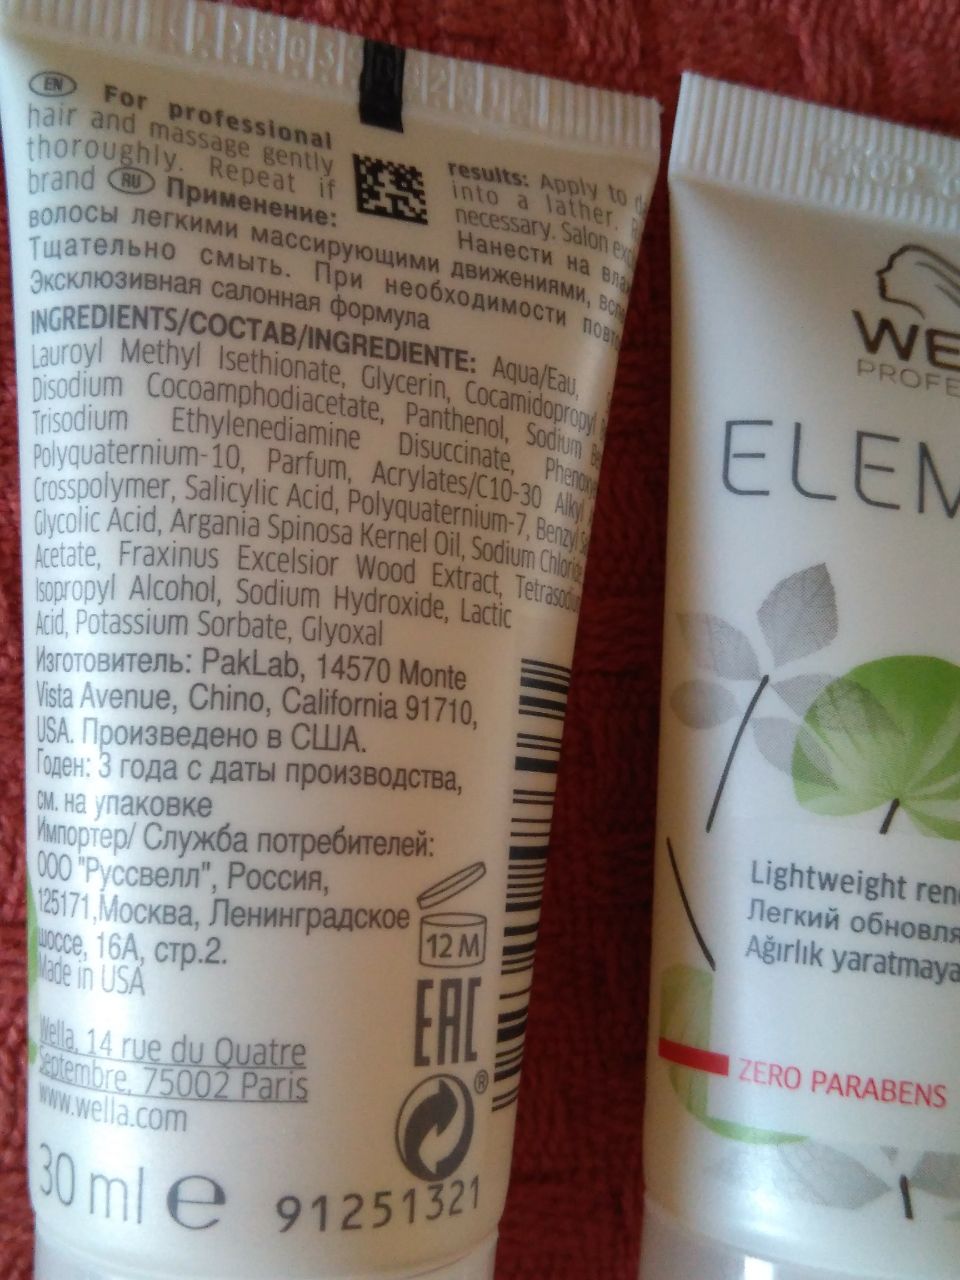 EN For professional results: Apply to
hair and massage gently into a lather.
thoroughly. Repeat if necessary. Salon
brand RU Применение: Нанести на
волосы легкими массирующими движениями,
Тщательно смыть. При необходимости
Эксклюзивная салонная формула
INGREDIENTS/СОСТАВ/INGREDIENTE: Aqua/Eau,
Lauroyl Methyl Isethionate, Glycerin, Cocamidopropyl
Disodium Cocoamphodiacetate, Panthenol, Sodium
Trisodium Ethylenediamine Disuccinate,
Polyquaternium-10, Parfum, Acrylates/C10-30 Alkyl
Crosspolymer, Salicylic Acid, Polyquaternium-7, Benzyl
Glycolic Acid, Argania Spinosa Kernel Oil, Sodium
Acetate, Fraxinus Excelsior Wood Extract,
Isopropyl Alcohol, Sodium Hydroxide, Lactic
Acid, Potassium Sorbate, Glyoxal
Изготовитель: PakLab, 14570 Monte
Vista Avenue, Chino, California 91710,
USA. Произведено в США.
Годен: 3 года с даты производства,
см. на упаковке
Импортер/ Служба потребителей:
ООО "Руссвелл", Россия,
125171,Москва, Ленинградское
шоссе, 16А, стр.2.
Made in USA
12 M
EAC
Wella, 14 rue du Quatre
Septembre, 75002 Paris
www.wella.com
®
30 ml e 91251321
WE
PROFE
ELEM
Lightweight
Легкий
Ağırlık
ZERO PARABENS